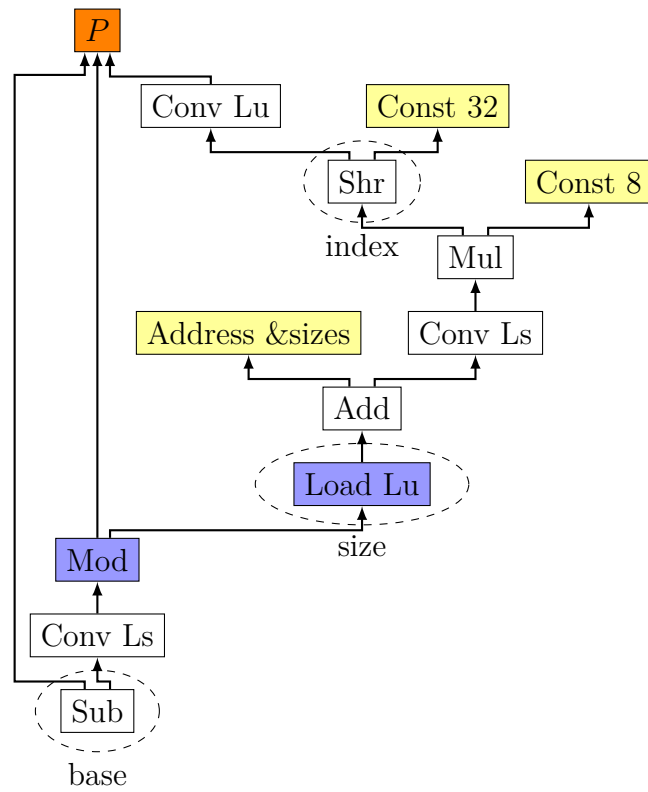 P
Conv Lu
Const 32
Shr
Const 8
index
Mul
Address &sizes
Conv Ls
Add
Load Lu
size
Mod
Conv Ls
Sub
base